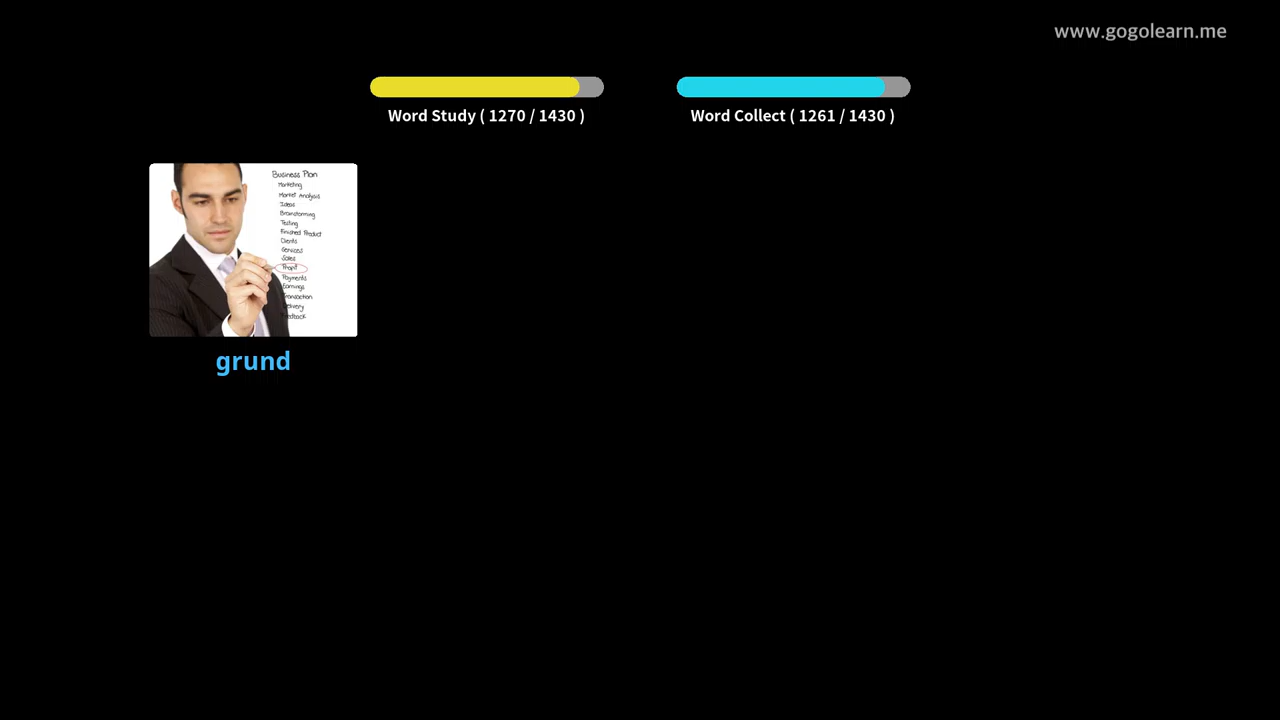 www.gogolearn.me
Word Study ( 1270 / 1430 )
Word Collect ( 1261 / 1430 )
Business Plan
Marketing
Market Analysis
Ideas
Brainstorming
Testing
Finished Product
Clients
Services
Sales
Profit
Payments
Earnings
Transaction
Delivery
Feedback
grund